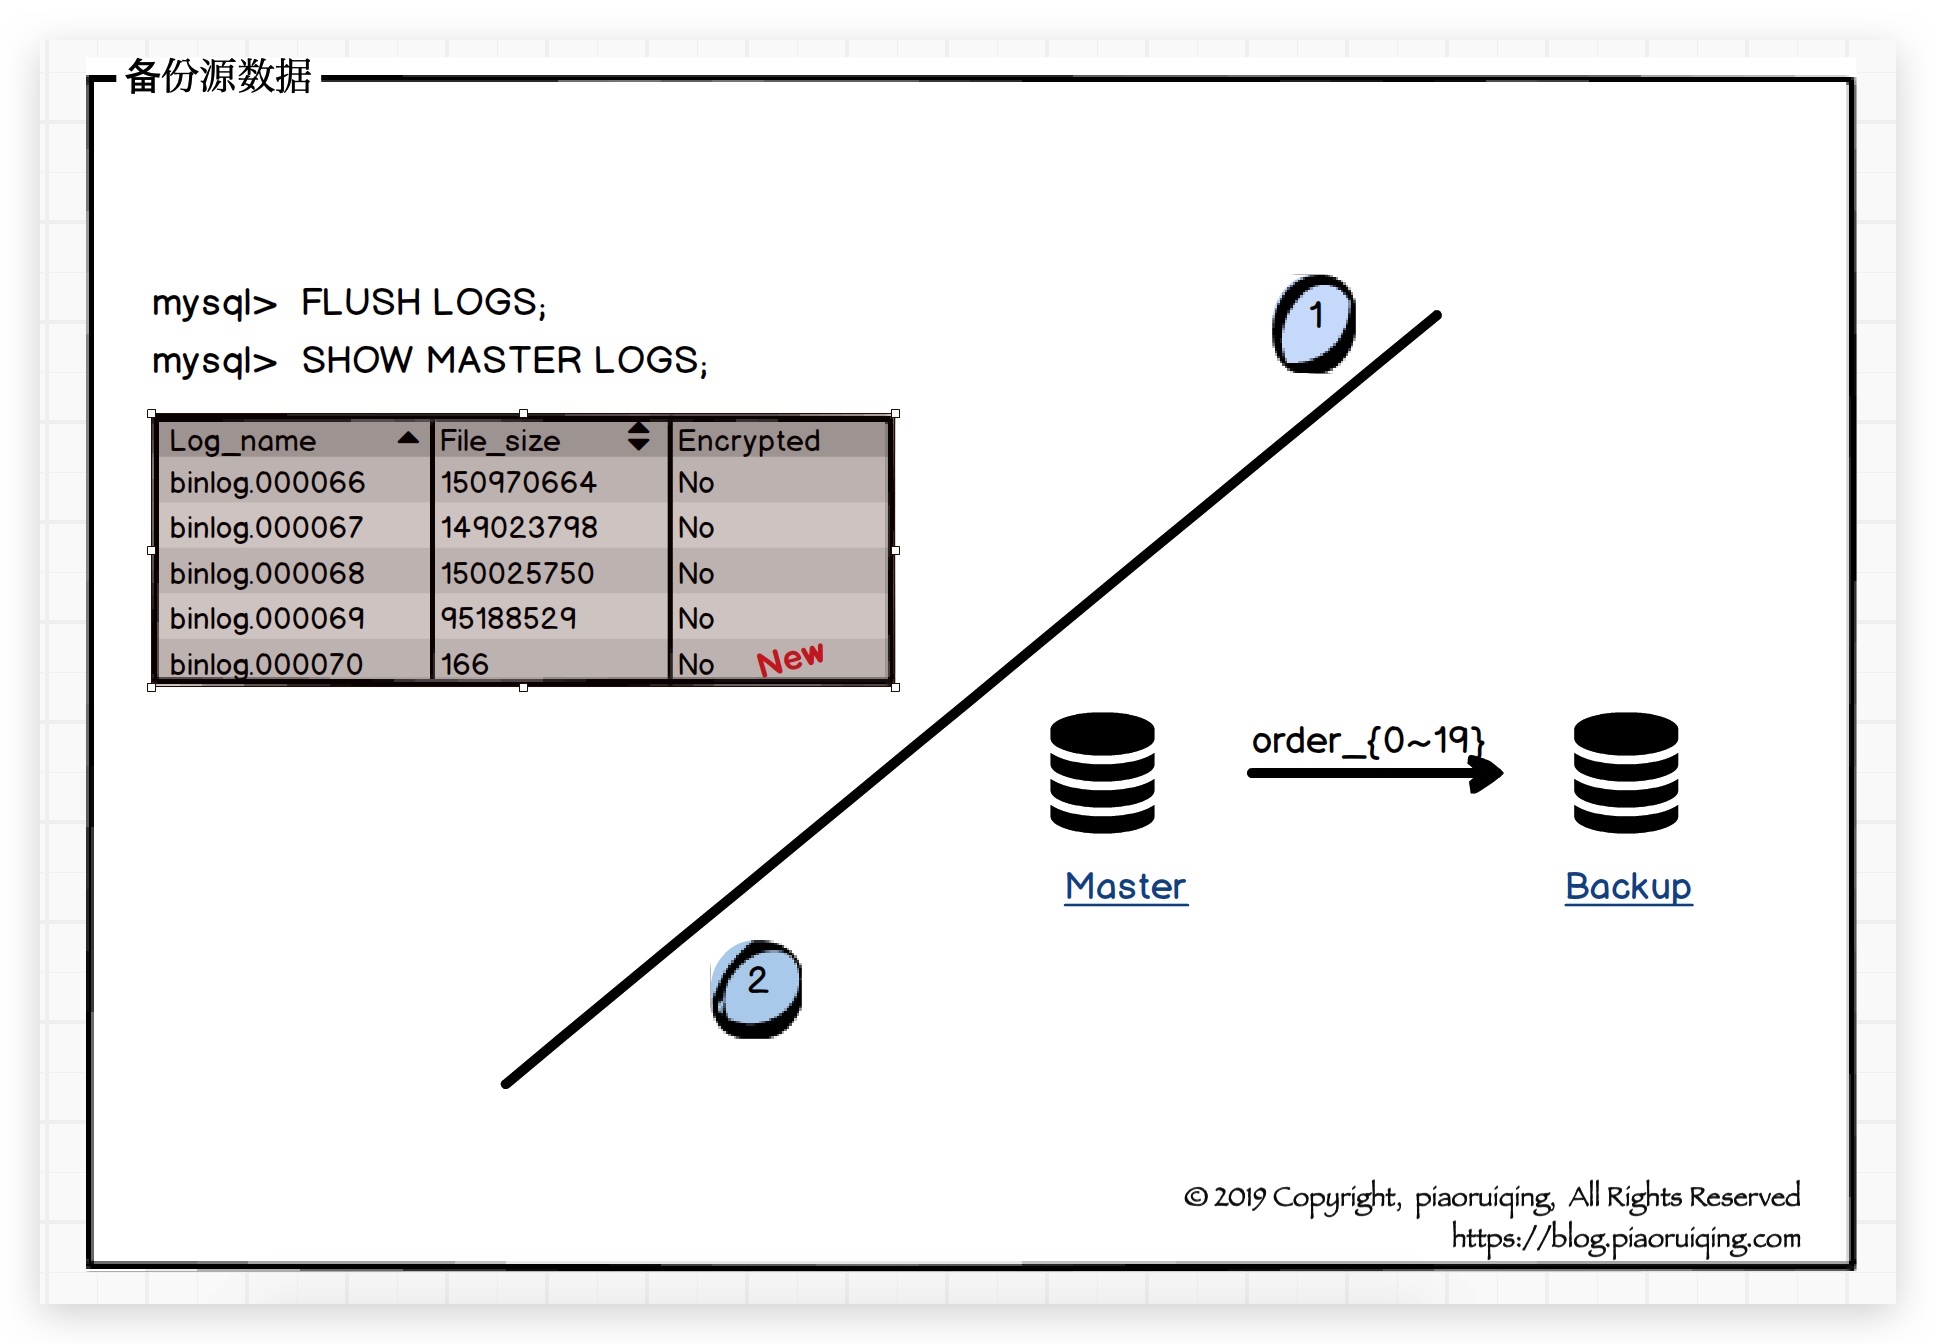 备份源数据
mysql> FLUSH LOGS;
mysql> SHOW MASTER LOGS;
Log_name File_size Encrypted
binlog.000066 150970664 No
binlog.000067 149023798 No
binlog.000068 150025750 No
binlog.000069 95188529 No
binlog.000070 166 No New
1
order_{0~19}
Master Backup
2
© 2019 Copyright, piaoruiqing, All Rights Reserved
https://blog.piaoruiqing.com